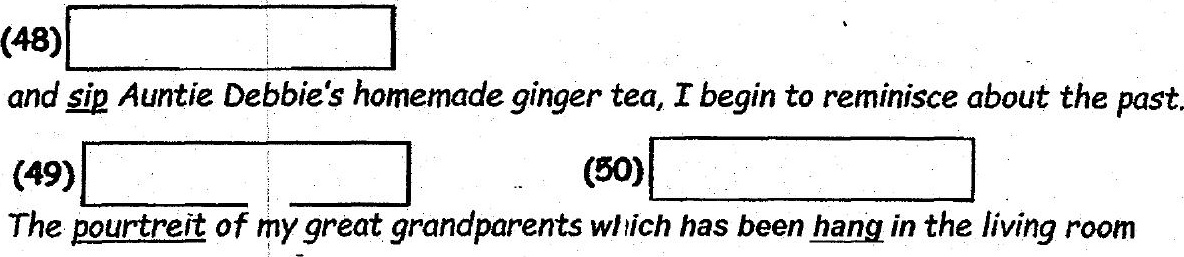 (48)
and sip Auntie Debbie's homemade ginger tea, I begin to reminisce about the past.
(49) (50)
The pourtreit of my great grandparents which has been hang in the living room